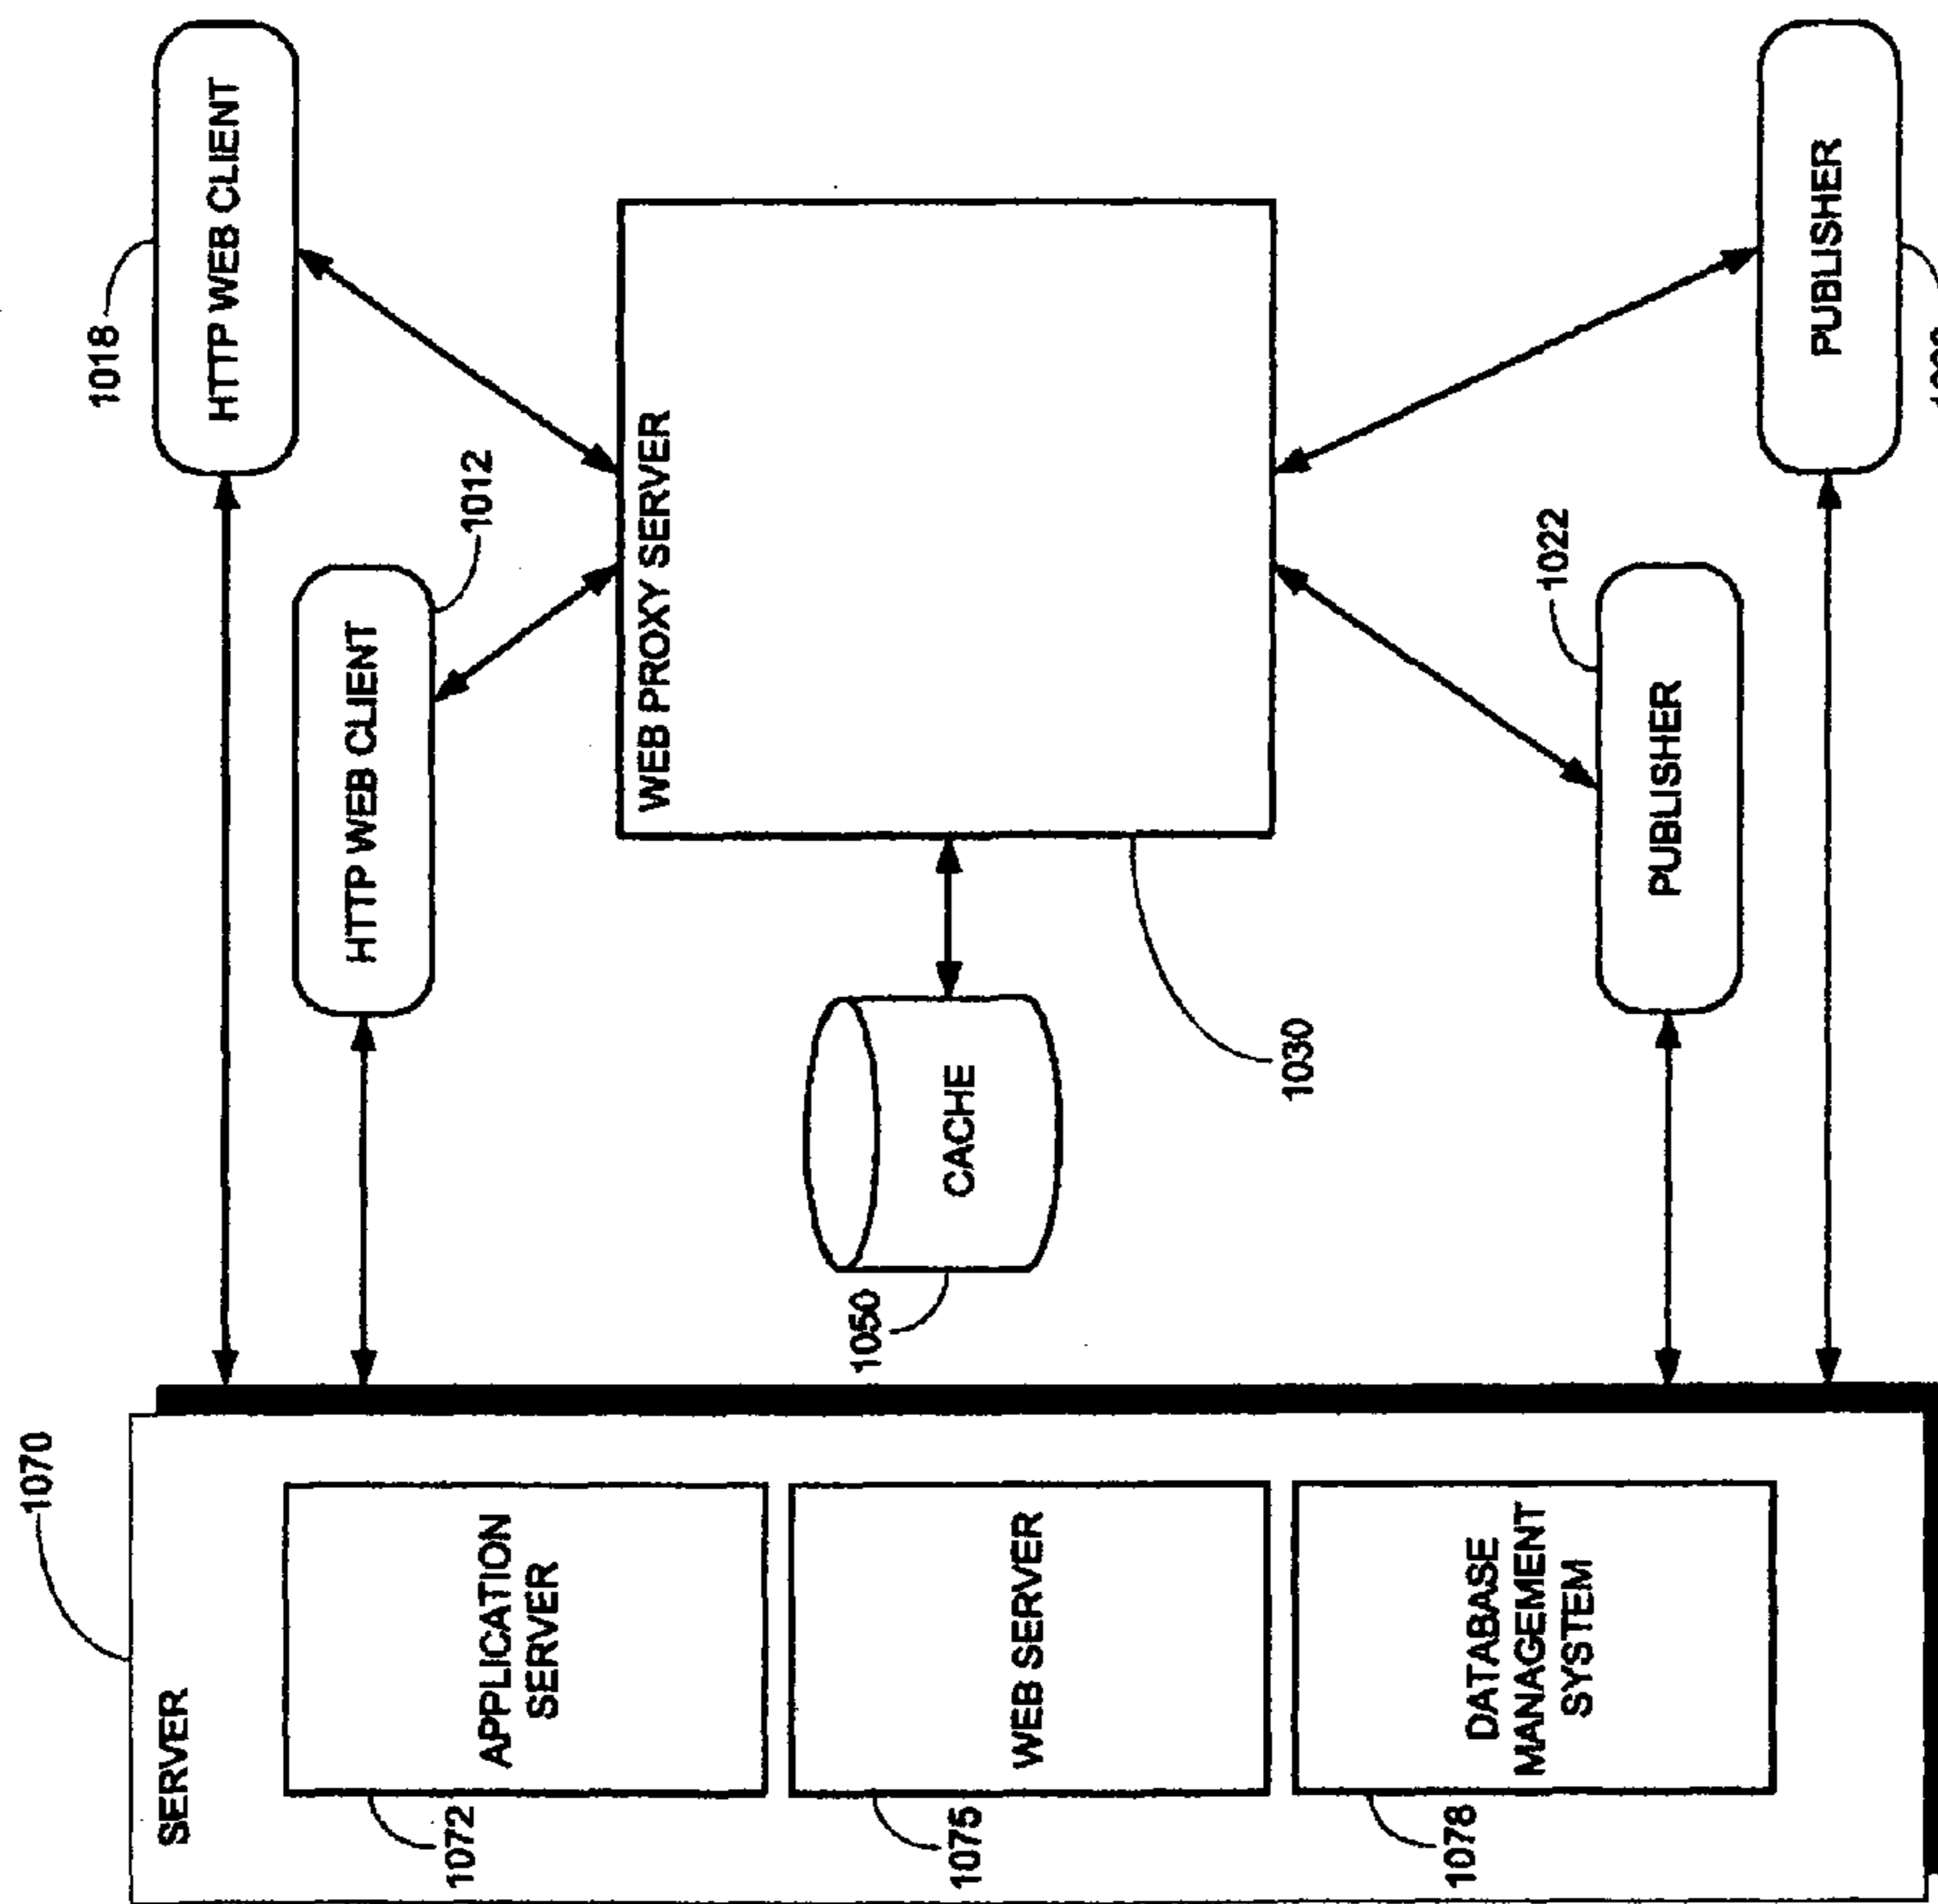 1070
SERVER
APPLICATION
SERVER
1072
WEB SERVER
1075
DATABASE
MANAGEMENT
SYSTEM
1078
1018
HTTP WEB CLIENT
HTTP WEB CLIENT
1012
WEB PROXY SERVER
1030
CACHE
1050
1022
PUBLISHER
PUBLISHER